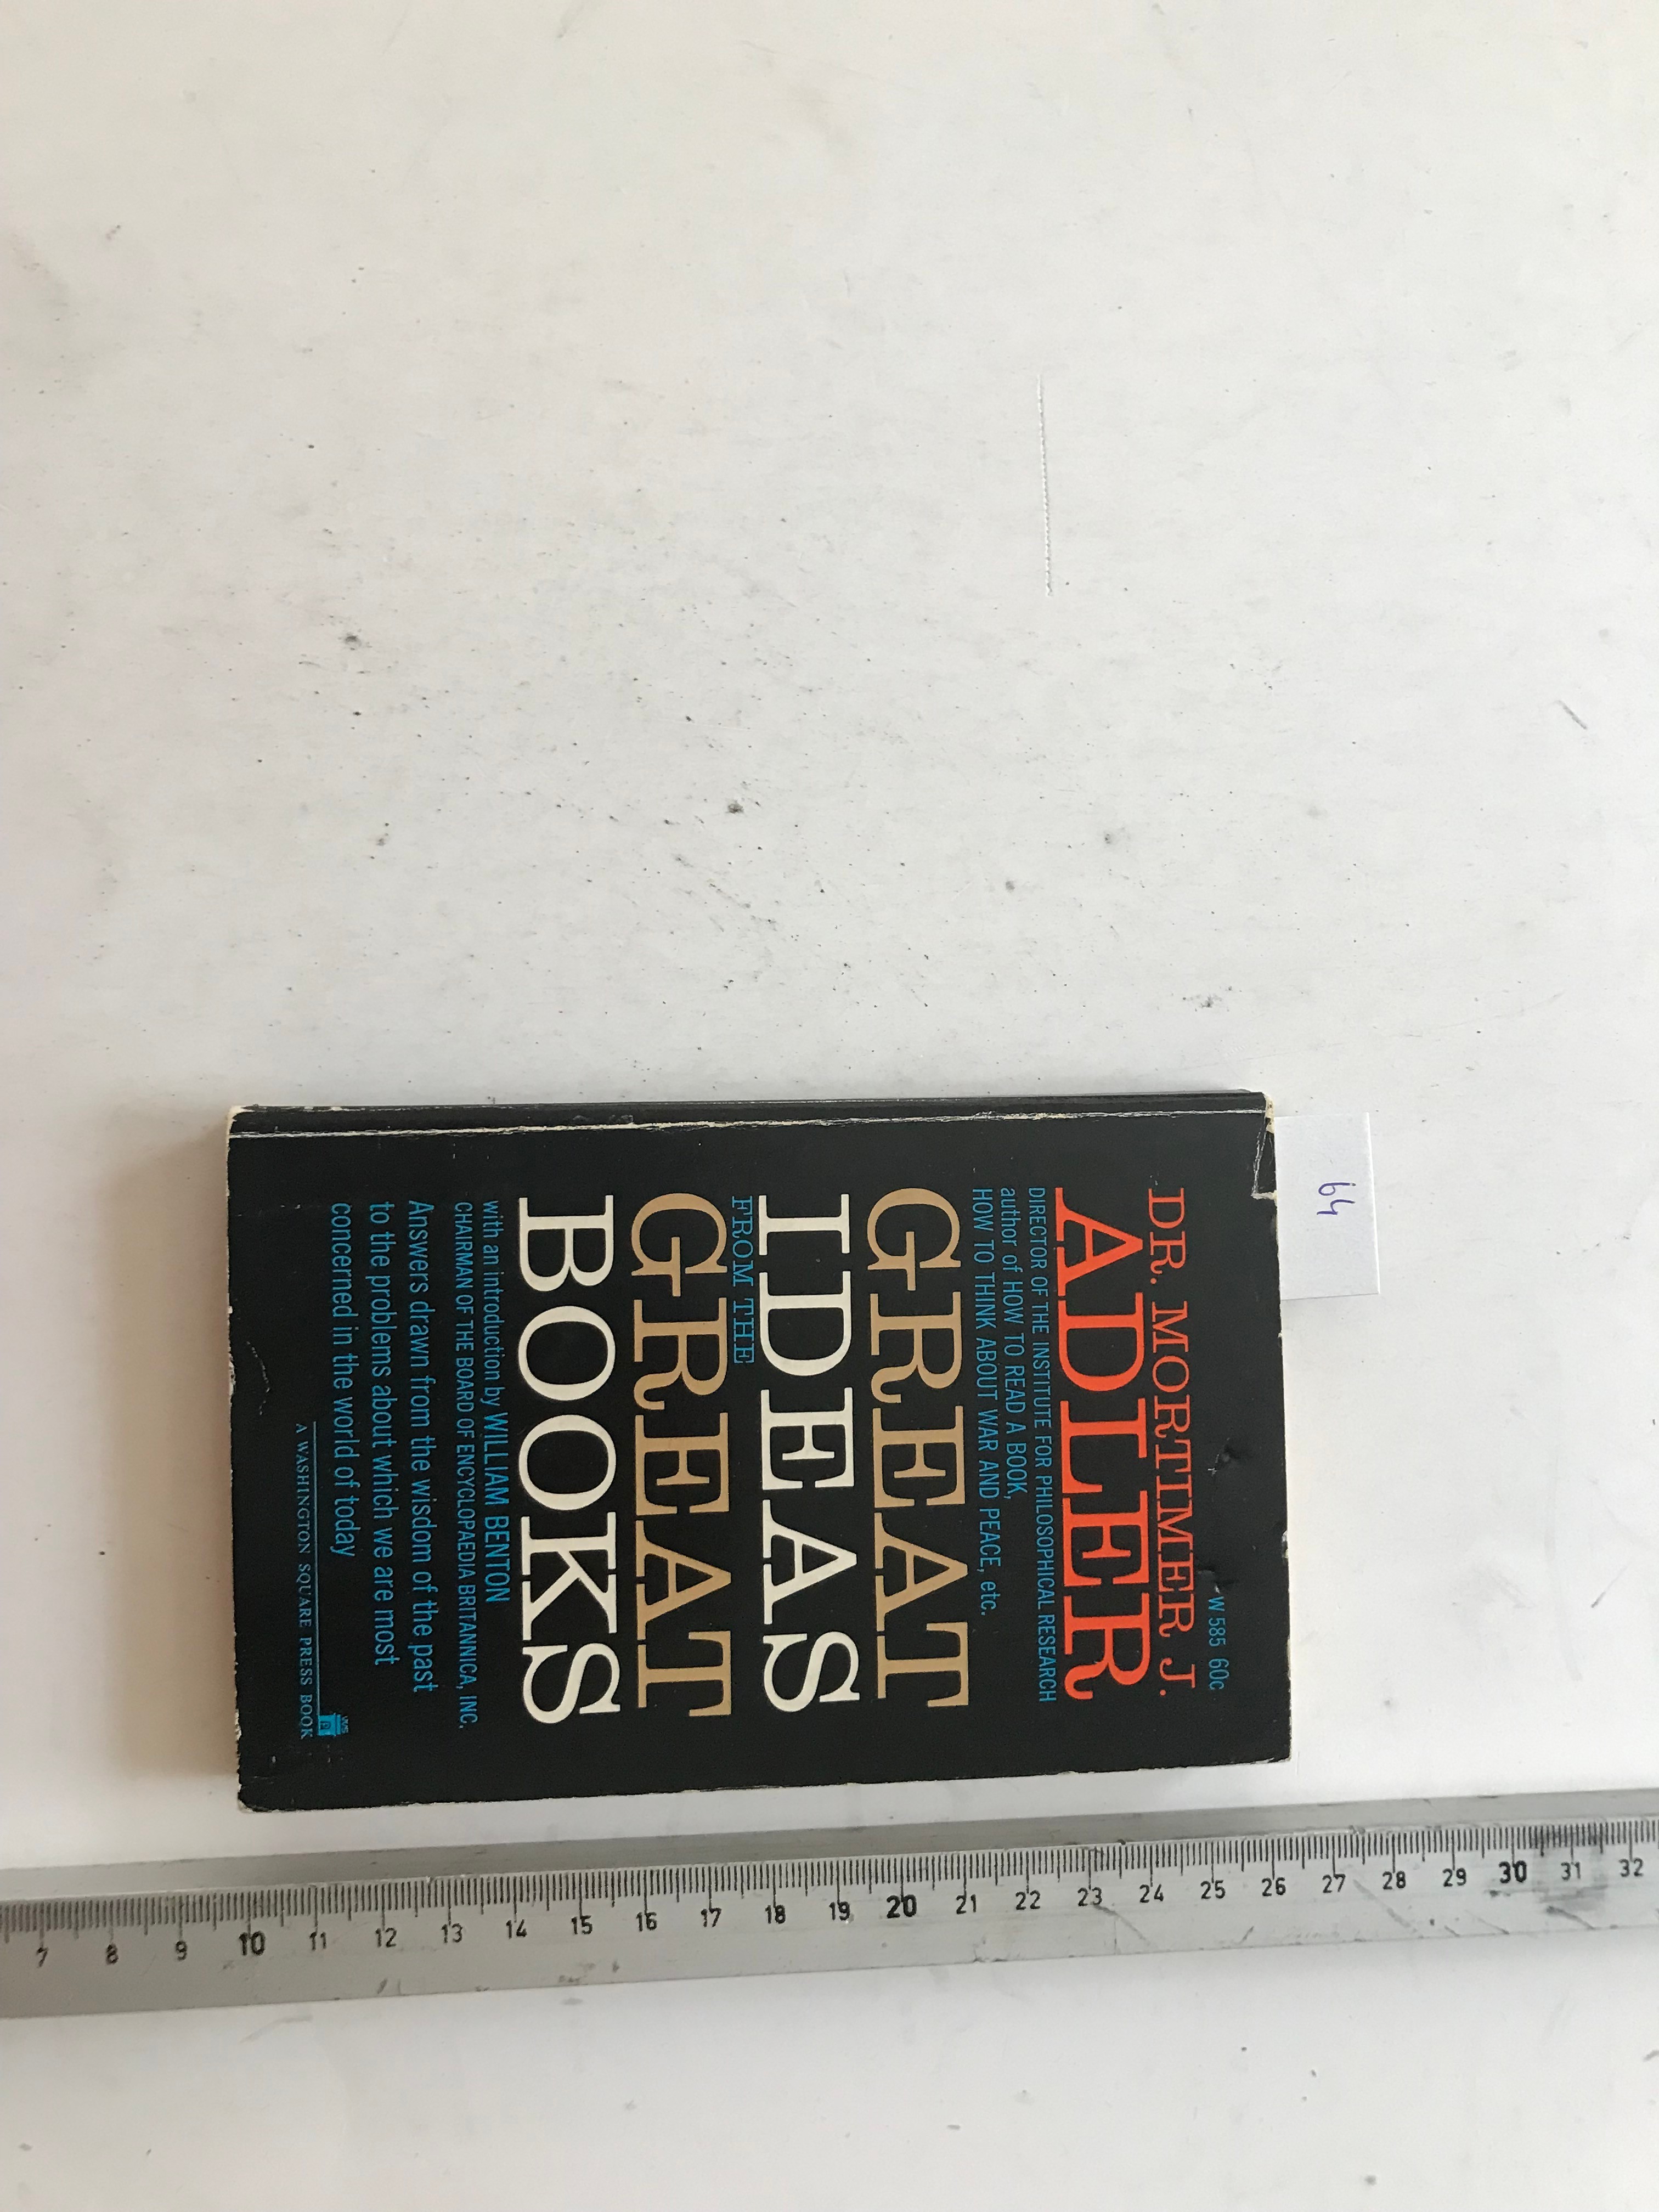 64
W 585 60c
DR. MORTIMER J.
ADLER
DIRECTOR OF THE INSTITUTE FOR PHILOSOPHICAL RESEARCH
author of HOW TO READ A BOOK,
HOW TO THINK ABOUT WAR AND PEACE, etc.
GREAT
IDEAS
FROM THE
GREAT
BOOKS
with an introduction by WILLIAM BENTON
CHAIRMAN OF THE BOARD OF ENCYCLOPAEDIA BRITANNICA, INC.
Answers drawn from the wisdom of the past
to the problems about which we are most
concerned in the world of today
A WASHINGTON SQUARE PRESS BOOK
7 8 9 10 11 12 13 14 15 16 17 18 19 20 21 22 23 24 25 26 27 28 29 30 31 32